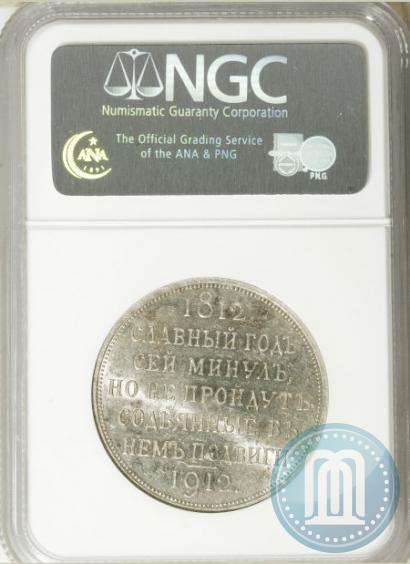 NGC
Numismatic Guaranty Corporation
The Official Grading Service
of the ANA & PNG
ANA
1891
P.N.G.
1812
СЛАВНЫЙ ГОДЪ
СЕЙ МИНУЛЪ,
НО НЕ ПРОЙДУТЪ
СОДѢЯННЫЕ ВЪ
НЕМЪ ПОДВИГИ
1912
M